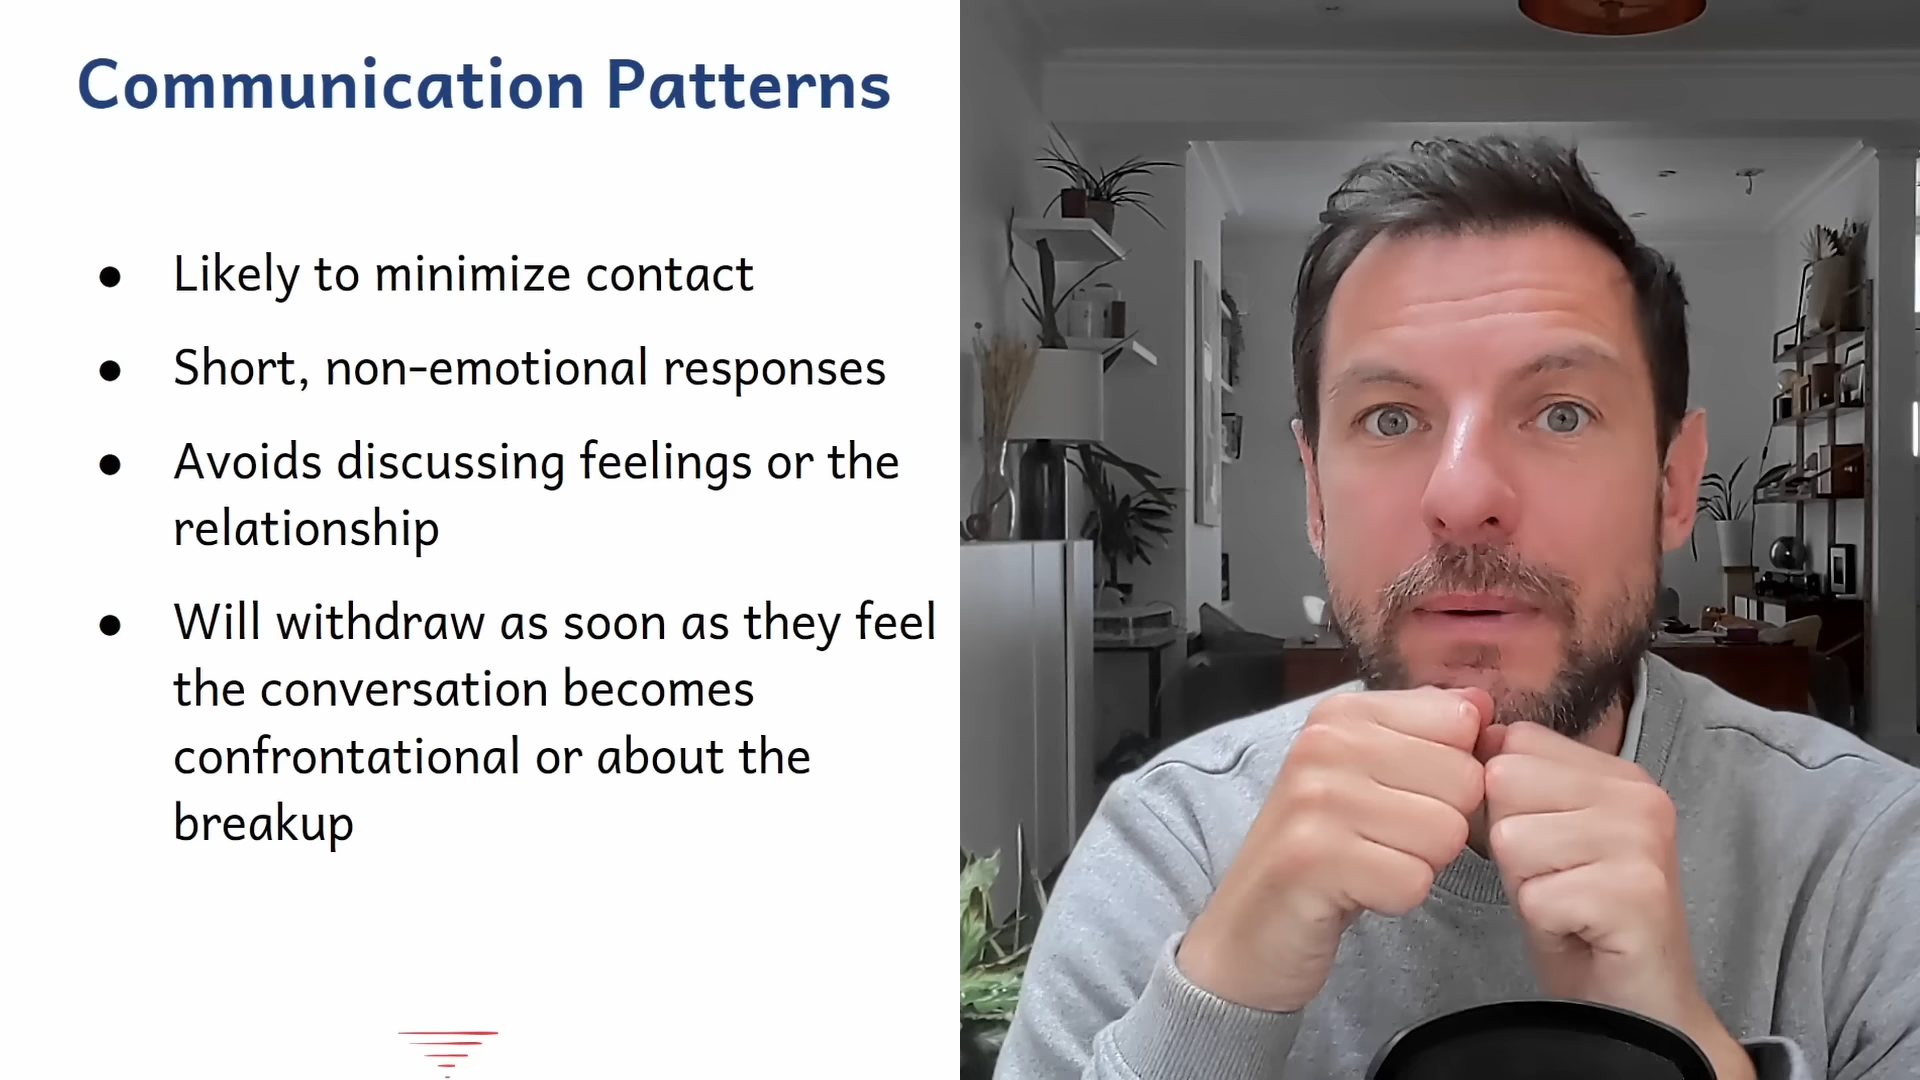 Communication Patterns
● Likely to minimize contact
● Short, non-emotional responses
● Avoids discussing feelings or the
relationship
● Will withdraw as soon as they feel
the conversation becomes
confrontational or about the
breakup